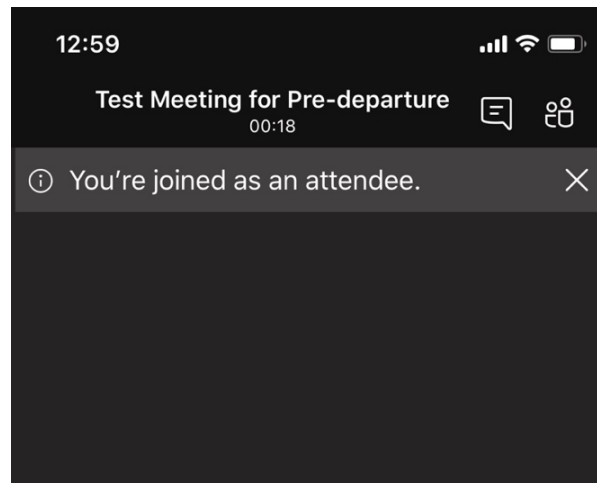 12:59
Test Meeting for Pre-departure
00:18
You're joined as an attendee.